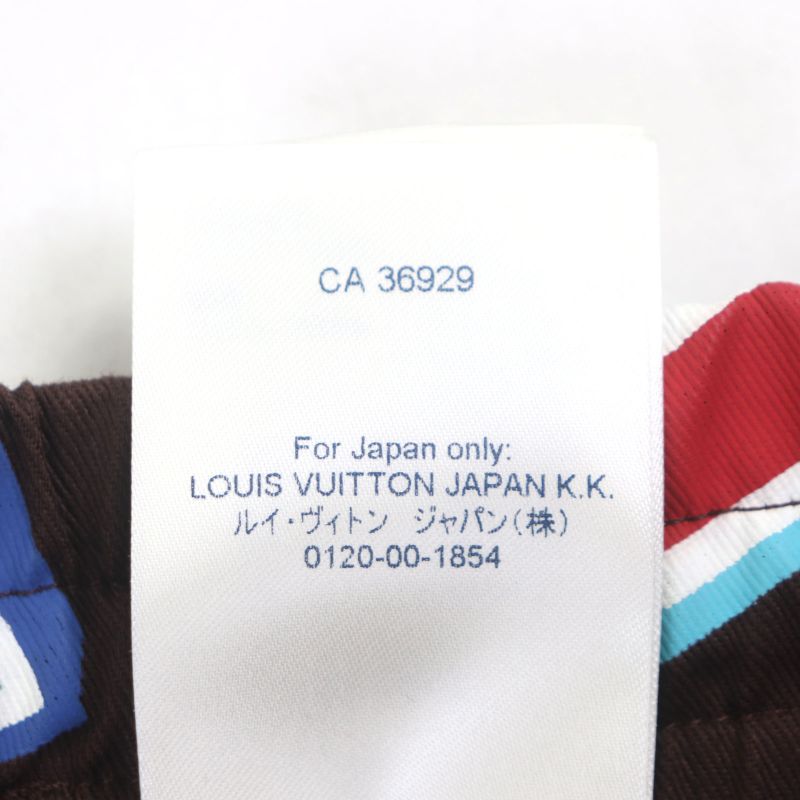 CA 36929
For Japan only:
LOUIS VUITTON JAPAN K.K.
ルイ・ヴィトン ジャパン(株)
0120-00-1854